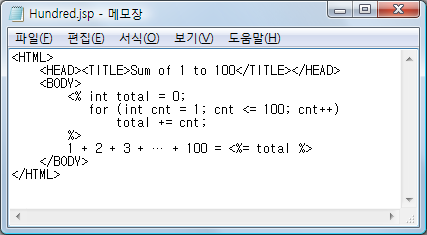 Hundred.jsp - 메모장
파일(F) 편집(E) 서식(O) 보기(V) 도움말(H)
<HTML>
    <HEAD><TITLE>Sum of 1 to 100</TITLE></HEAD>
    <BODY>
        <% int total = 0;
           for (int cnt = 1; cnt <= 100; cnt++)
               total += cnt;
        %>
        1 + 2 + 3 + … + 100 = <%= total %>
    </BODY>
</HTML>